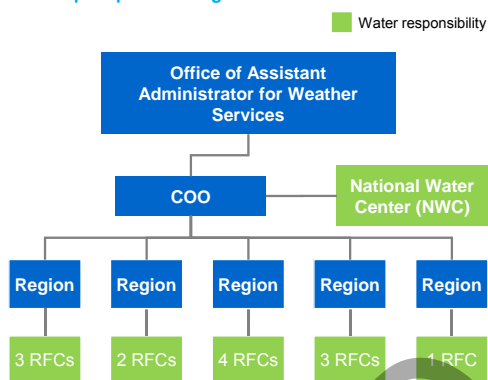 Water responsibility
Office of Assistant
Administrator for Weather
Services
COO
National Water
Center (NWC)
Region Region Region Region Region
3 RFCs 2 RFCs 4 RFCs 3 RFCs 1 RFC